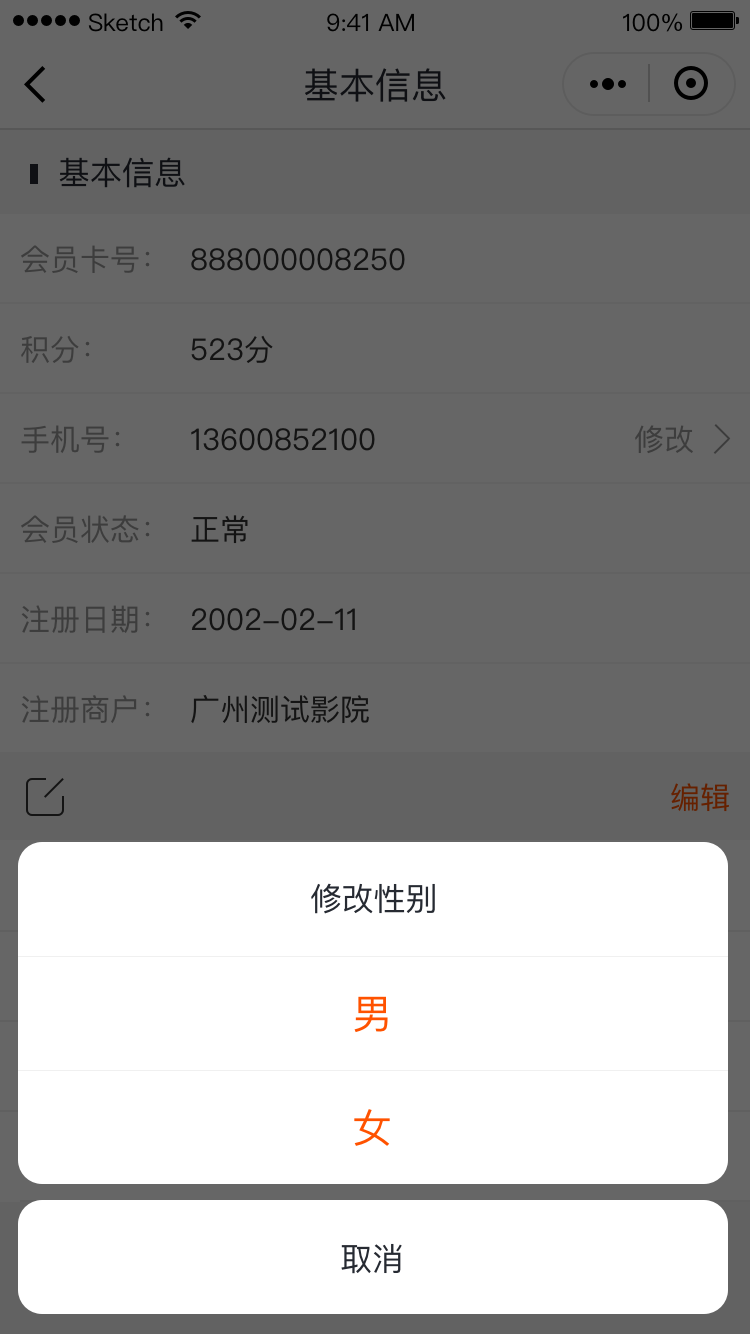 Sketch 9:41 AM 100%
基本信息
基本信息
会员卡号： 888000008250
积分： 523分
手机号： 13600852100 修改
会员状态： 正常
注册日期： 2002-02-11
注册商户： 广州测试影院
编辑
修改性别
男
女
取消